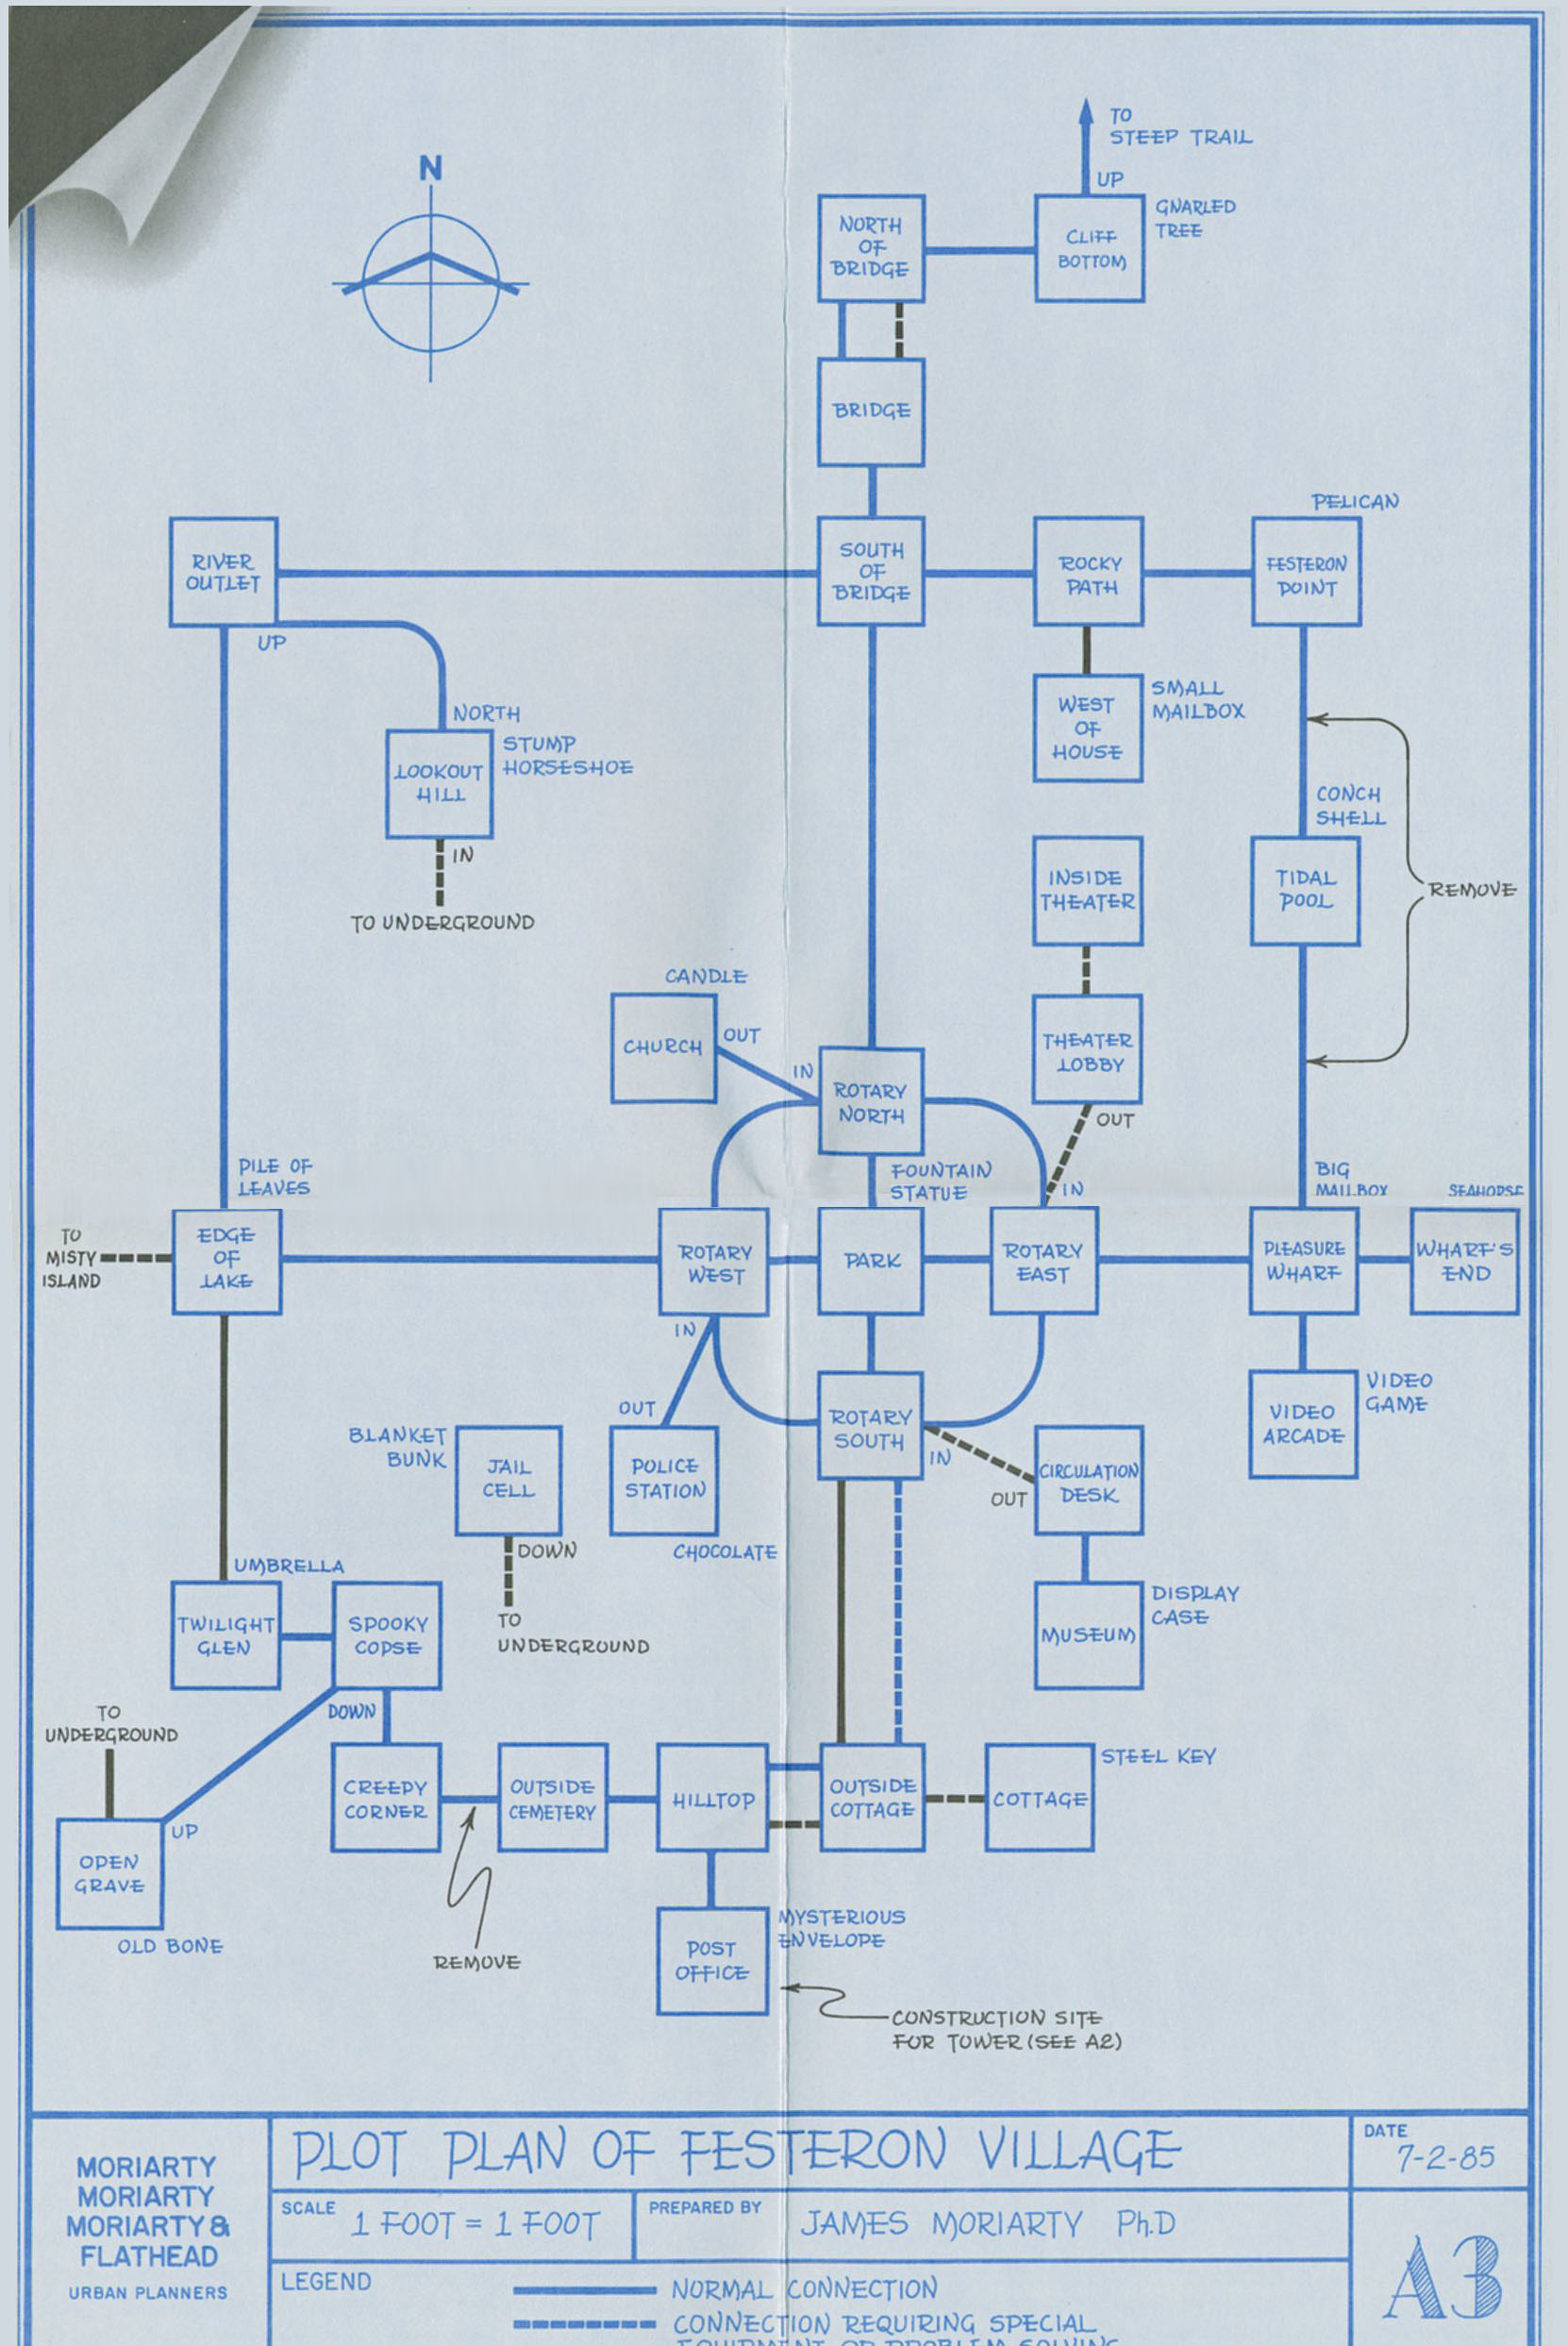 N
TO
STEEP TRAIL
UP
NORTH
OF
BRIDGE
CLIFF
BOTTOM
GNARLED
TREE
BRIDGE
PELICAN
RIVER
OUTLET
SOUTH
OF
BRIDGE
ROCKY
PATH
FESTERON
POINT
UP
NORTH
LOOKOUT
HILL
STUMP
HORSESHOE
IN
TO UNDERGROUND
WEST
OF
HOUSE
SMALL
MAILBOX
CONCH
SHELL
INSIDE
THEATER
TIDAL
POOL
REMOVE
CANDLE
CHURCH
OUT
IN
ROTARY
NORTH
THEATER
LOBBY
OUT
IN
PILE OF
LEAVES
FOUNTAIN
STATUE
BIG
MAILBOX
SEAHORSE
TO
MISTY
ISLAND
EDGE
OF
LAKE
ROTARY
WEST
PARK
ROTARY
EAST
PLEASURE
WHARF
WHARF'S
END
IN
OUT
BLANKET
BUNK
JAIL
CELL
POLICE
STATION
ROTARY
SOUTH
IN
OUT
CIRCULATION
DESK
VIDEO
ARCADE
VIDEO
GAME
DOWN
TO
UNDERGROUND
CHOCOLATE
UMBRELLA
TWILIGHT
GLEN
SPOOKY
COPSE
MUSEUM
DISPLAY
CASE
TO
UNDERGROUND
DOWN
CREEPY
CORNER
OUTSIDE
CEMETERY
HILLTOP
OUTSIDE
COTTAGE
COTTAGE
STEEL KEY
UP
OPEN
GRAVE
OLD BONE
REMOVE
POST
OFFICE
MYSTERIOUS
ENVELOPE
CONSTRUCTION SITE
FOR TOWER (SEE A2)
MORIARTY
MORIARTY
MORIARTY &
FLATHEAD
URBAN PLANNERS
PLOT PLAN OF FESTERON VILLAGE
DATE
7-2-85
SCALE 1 FOOT = 1 FOOT
PREPARED BY JAMES MORIARTY Ph.D
A3
LEGEND
NORMAL CONNECTION
CONNECTION REQUIRING SPECIAL
EQUIPMENT OR PROBLEM SOLVING